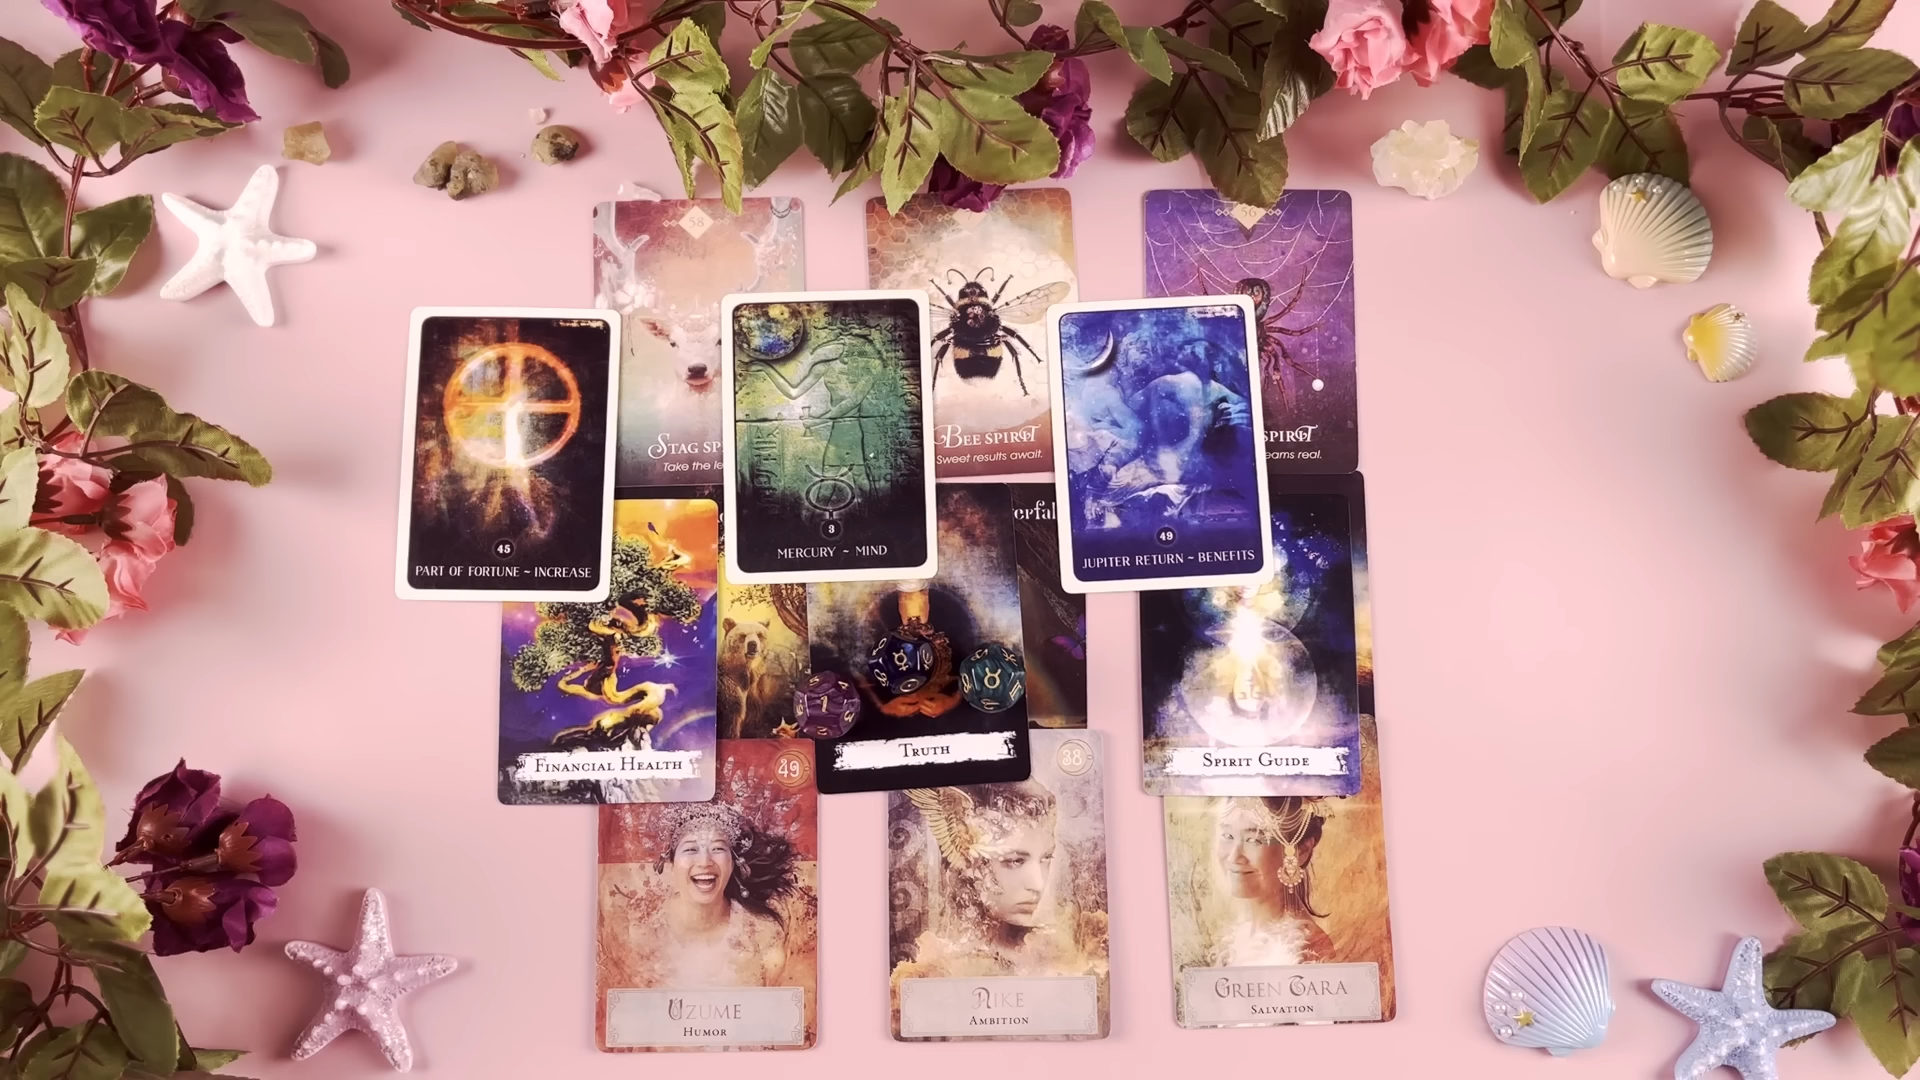 58
56
STAG SP
Take the le
BEE SPIRIT
Sweet results await.
SPIRIT
eams real.
45
PART OF FORTUNE ~ INCREASE
3
MERCURY ~ MIND
49
JUPITER RETURN ~ BENEFITS
erful
FINANCIAL HEALTH
TRUTH
SPIRIT GUIDE
1
49
38
UZUME
HUMOR
NIKE
AMBITION
GREEN TARA
SALVATION